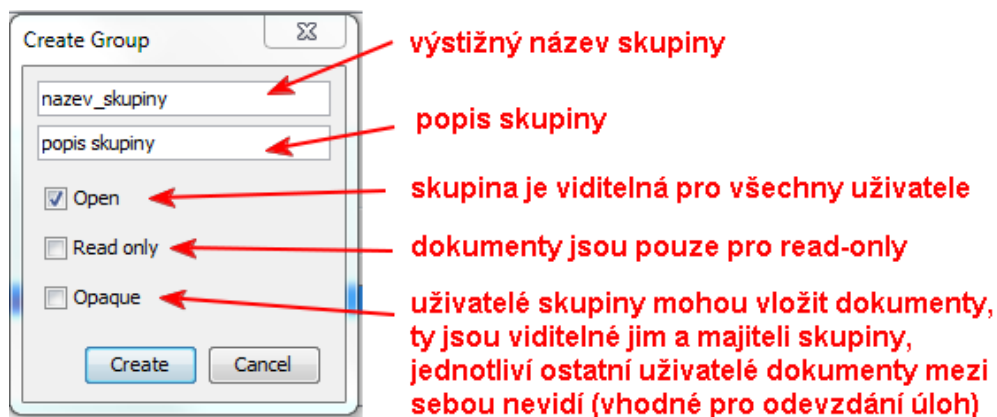 Create Group
výstižný název skupiny
nazev_skupiny
popis skupiny
popis skupiny
Open
skupina je viditelná pro všechny uživatele
Read only
dokumenty jsou pouze pro read-only
Opaque
uživatelé skupiny mohou vložit dokumenty,
ty jsou viditelné jim a majiteli skupiny,
jednotliví ostatní uživatelé dokumenty mezi
sebou nevidí (vhodné pro odevzdání úloh)
Create
Cancel